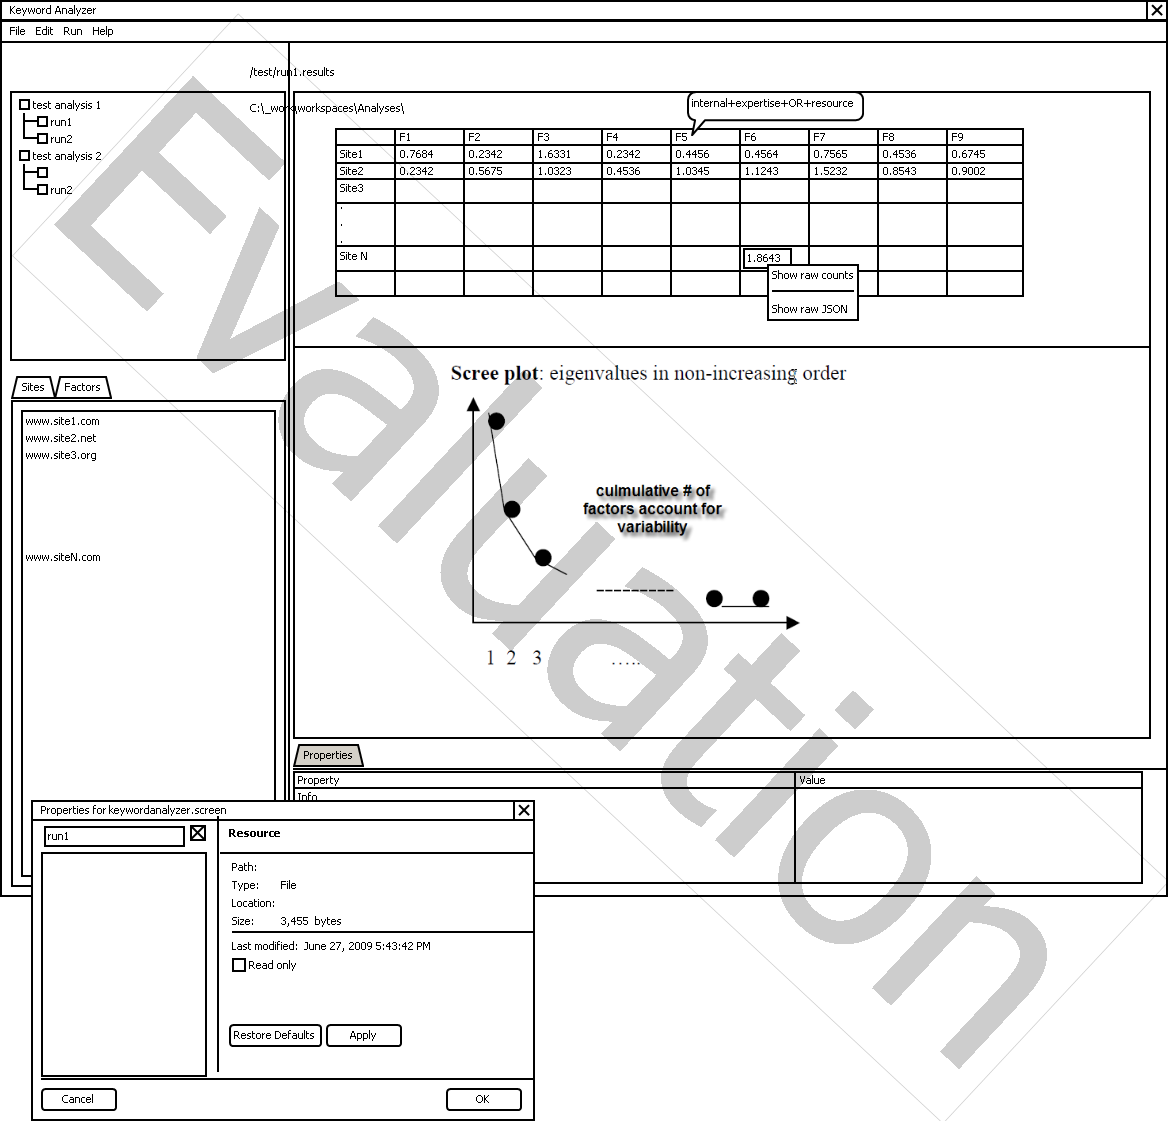 Keyword Analyzer
File Edit Run Help
/test/run1.results
C:\_work\workspaces\Analyses\
test analysis 1
run1
run2
test analysis 2
run2
internal+expertise+OR+resource
F1 F2 F3 F4 F5 F6 F7 F8 F9
Site1 0.7684 0.2342 1.6331 0.2342 0.4456 0.4564 0.7565 0.4536 0.6745
Site2 0.2342 0.5675 1.0323 0.4536 1.0345 1.1243 1.5232 0.8543 0.9002
Site3
.
.
.
Site N 1.8643
Show raw counts
Show raw JSON
Sites Factors
www.site1.com
www.site2.net
www.site3.org
www.siteN.com
Scree plot: eigenvalues in non-increasing order
culmulative # of
factors account for
variability
----------
1 2 3 .....
Properties
Property Value
Info
Properties for keywordanalyzer.screen
run1
Resource
Path:
Type: File
Location:
Size: 3,455 bytes
Last modified: June 27, 2009 5:43:42 PM
Read only
Restore Defaults Apply
Cancel OK
Evaluation